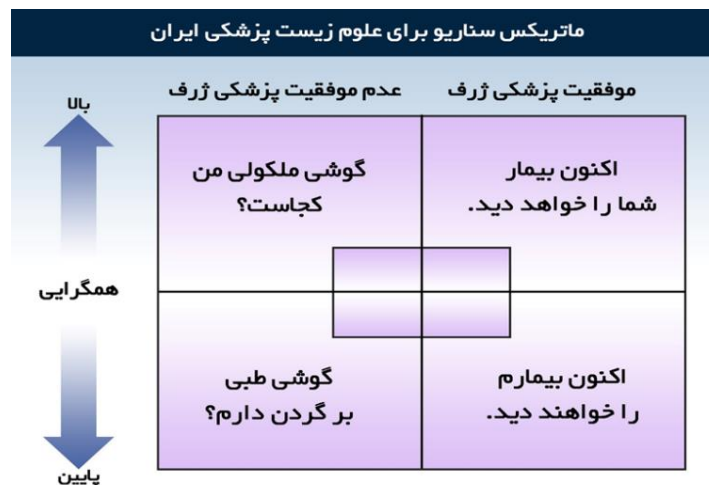 ماتریکس سناریو برای علوم زیست پزشکی ایران
موفقیت پزشکی ژرف
عدم موفقیت پزشکی ژرف
بالا
اکنون بیمار
شما را خواهد دید.
گوشی ملکولی من
کجاست؟
همگرایی
اکنون بیمارم
را خواهند دید.
گوشی طبی
بر گردن دارم؟
پایین